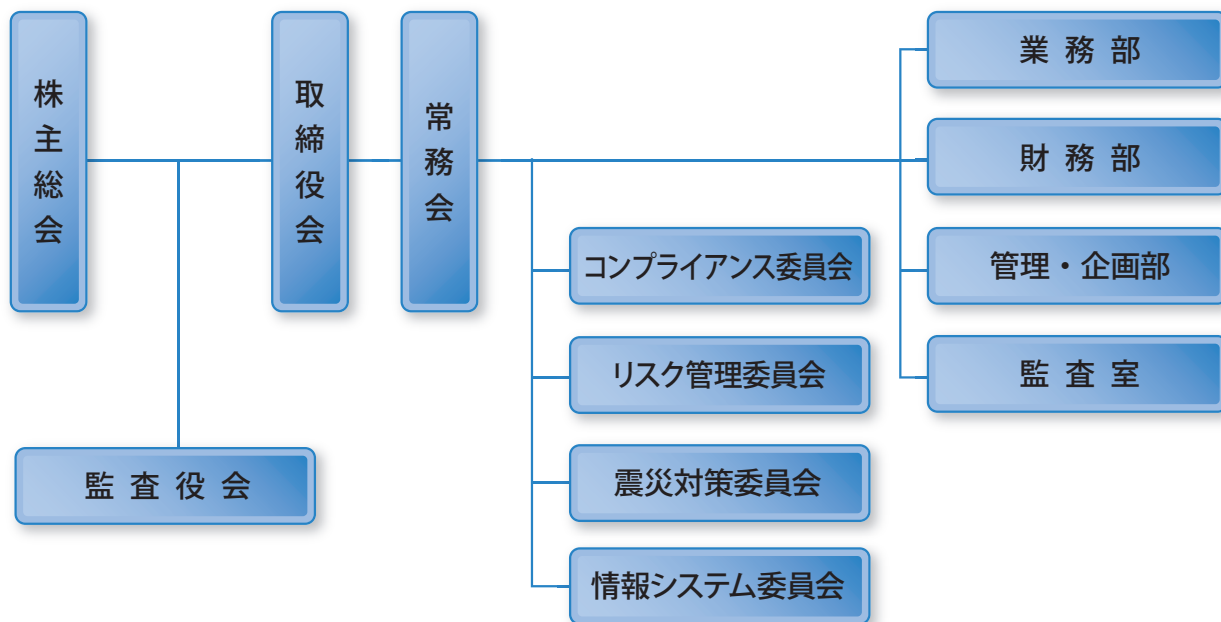 株主総会
取締役会
常務会
監査役会
コンプライアンス委員会
リスク管理委員会
震災対策委員会
情報システム委員会
業務部
財務部
管理・企画部
監査室